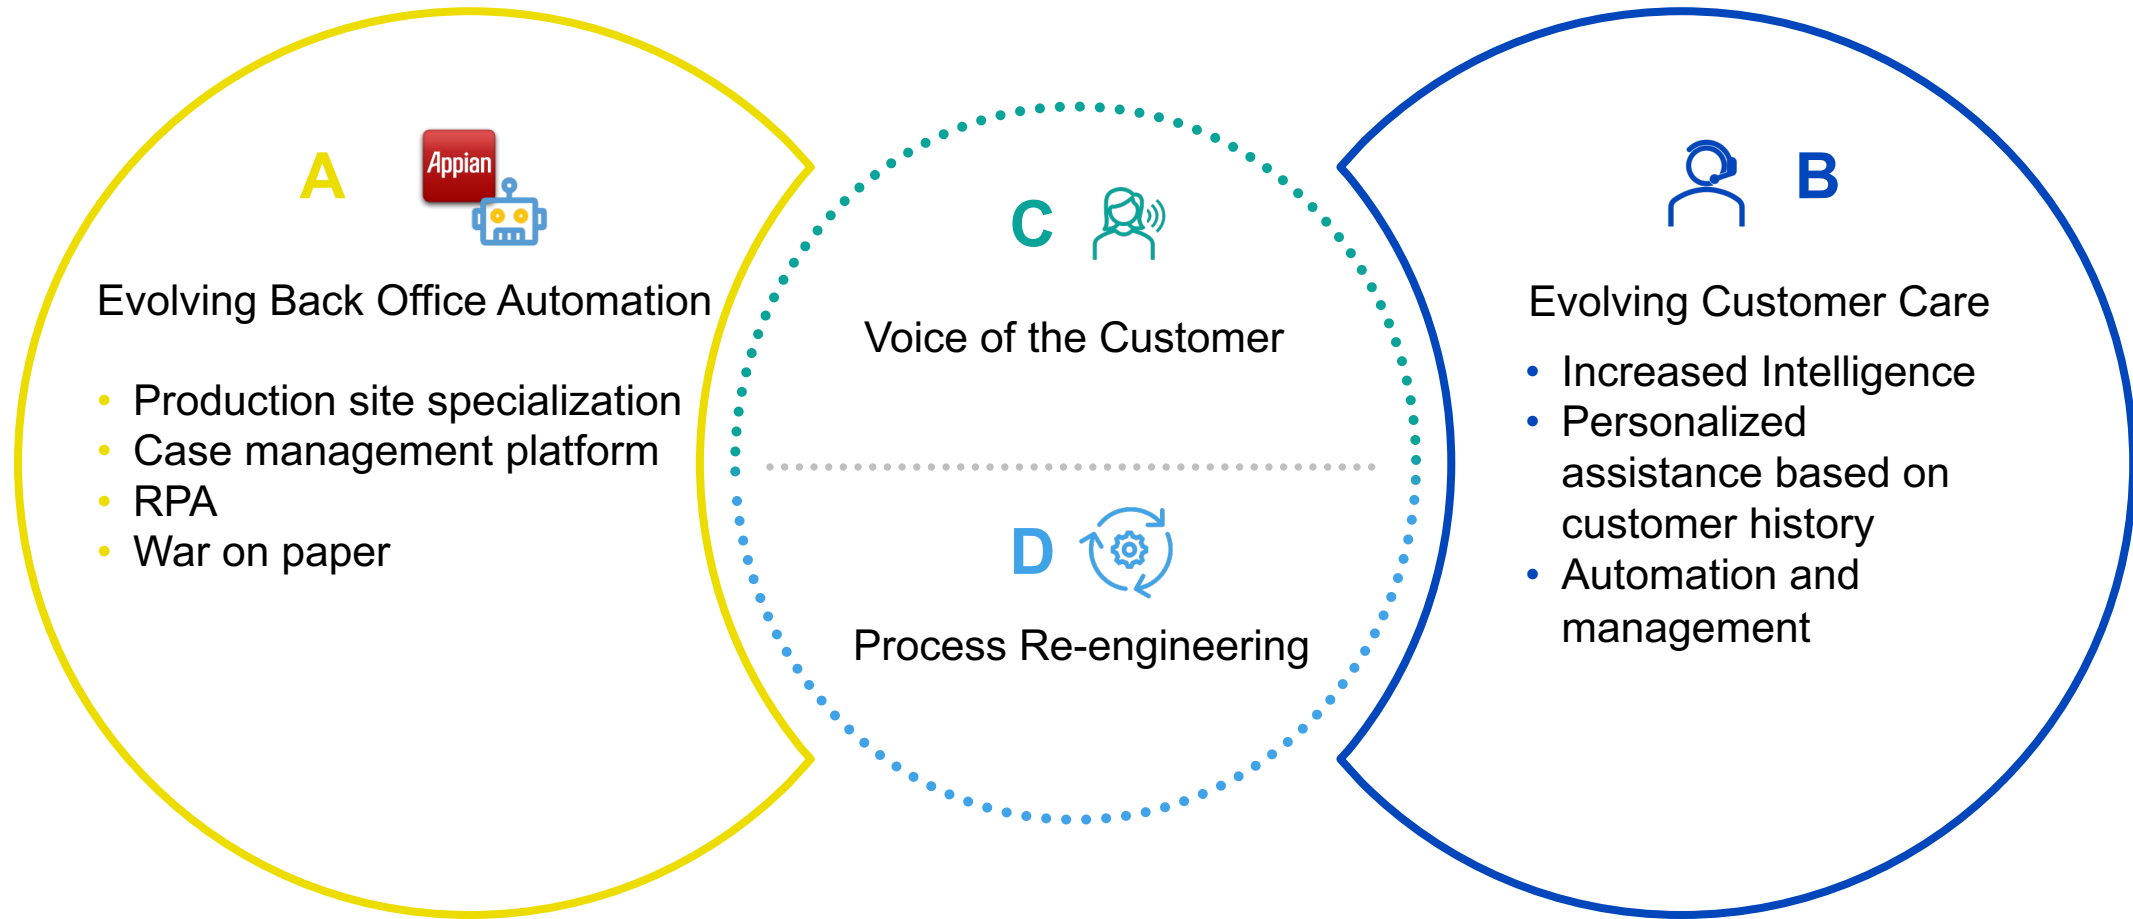 A
Appian
Evolving Back Office Automation
• Production site specialization
• Case management platform
• RPA
• War on paper
C
Voice of the Customer
D
Process Re-engineering
B
Evolving Customer Care
• Increased Intelligence
• Personalized
assistance based on
customer history
• Automation and
management